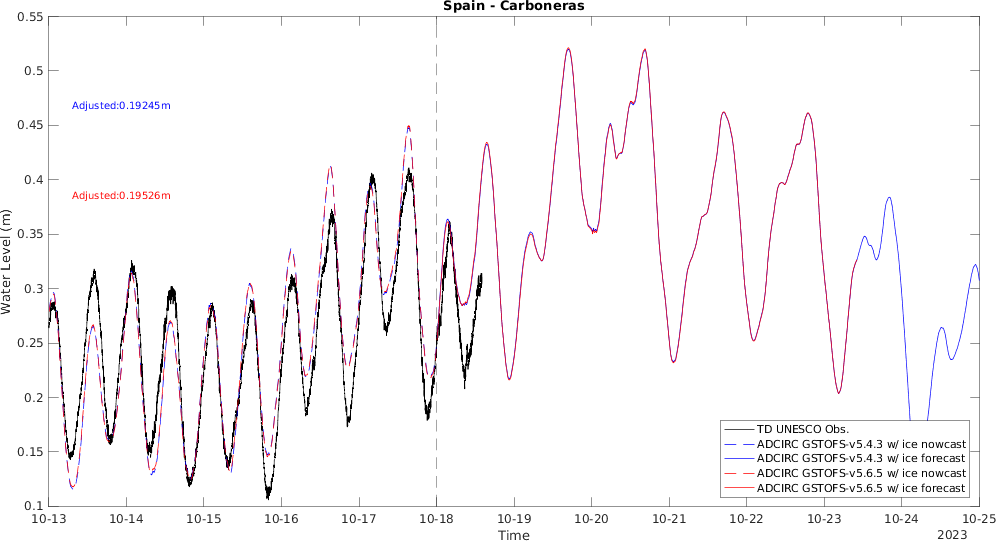 Spain - Carboneras
0.55
0.5
0.45
0.4
0.35
0.3
0.25
0.2
0.15
0.1
Water Level (m)
Adjusted:0.19245m
Adjusted:0.19526m
TD UNESCO Obs.
ADCIRC GSTOFS-v5.4.3 w/ ice nowcast
ADCIRC GSTOFS-v5.4.3 w/ ice forecast
ADCIRC GSTOFS-v5.6.5 w/ ice nowcast
ADCIRC GSTOFS-v5.6.5 w/ ice forecast
10-13 10-14 10-15 10-16 10-17 10-18 10-19 10-20 10-21 10-22 10-23 10-24 10-25
Time
2023